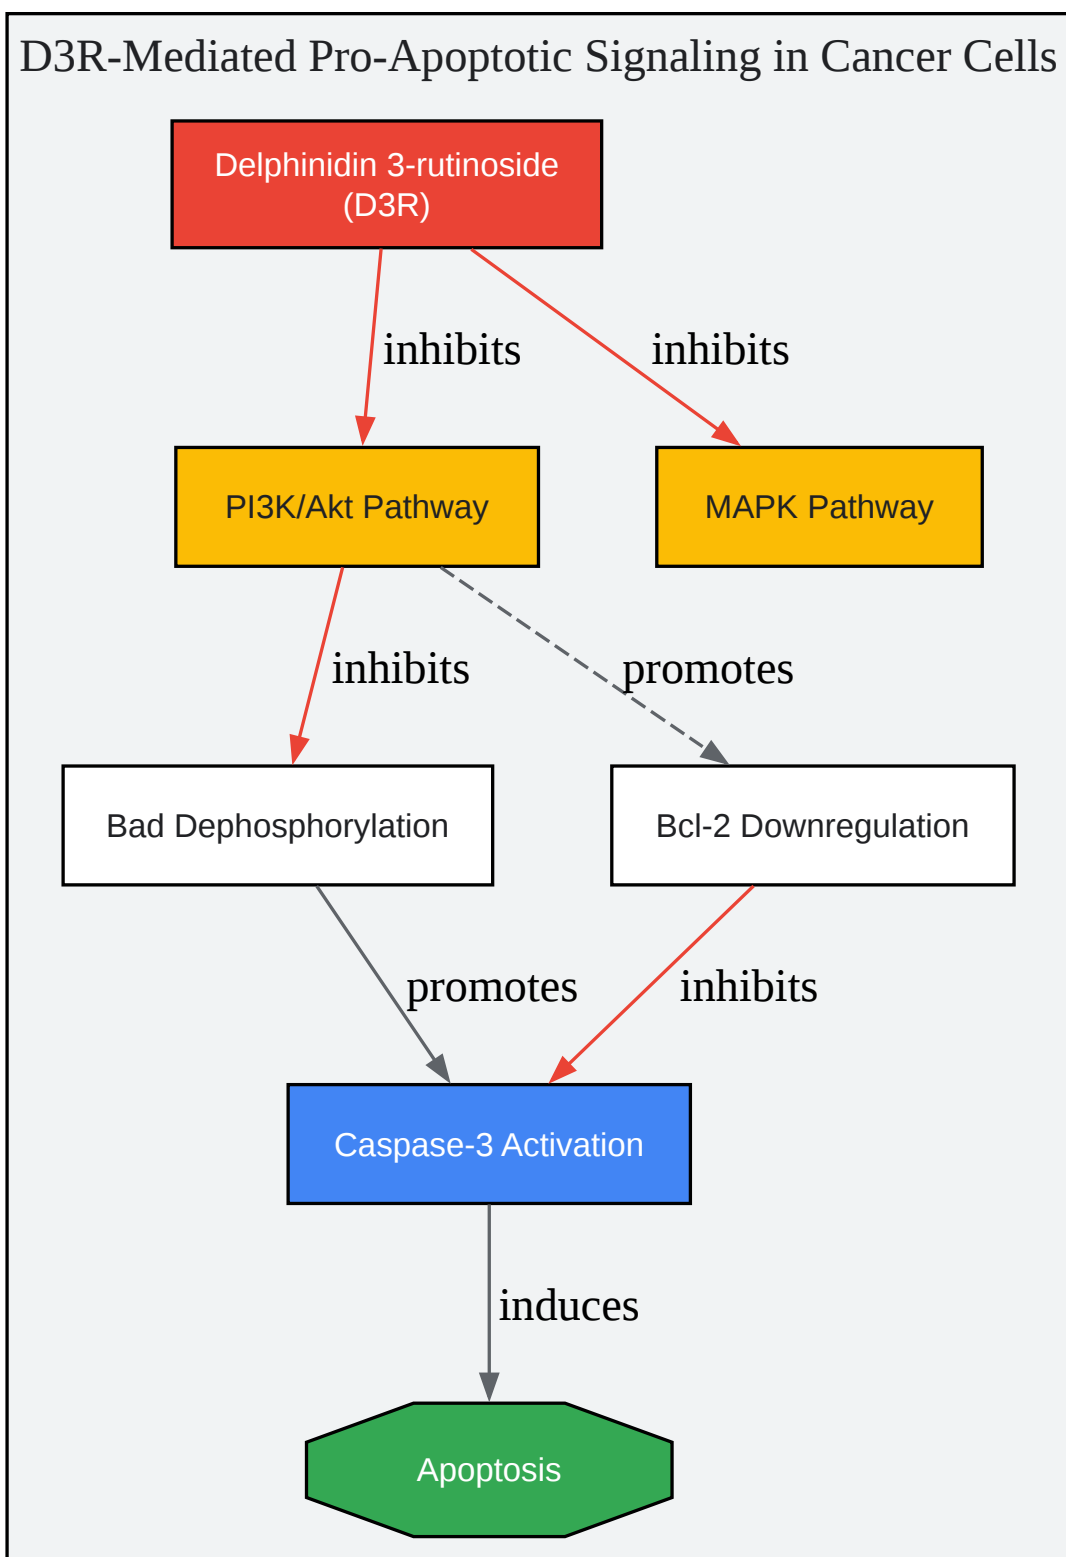 D3R-Mediated Pro-Apoptotic Signaling in Cancer Cells
Delphinidin 3-rutinoside
(D3R)
inhibits
inhibits
PI3K/Akt Pathway
MAPK Pathway
inhibits
promotes
Bad Dephosphorylation
Bcl-2 Downregulation
promotes
inhibits
Caspase-3 Activation
induces
Apoptosis